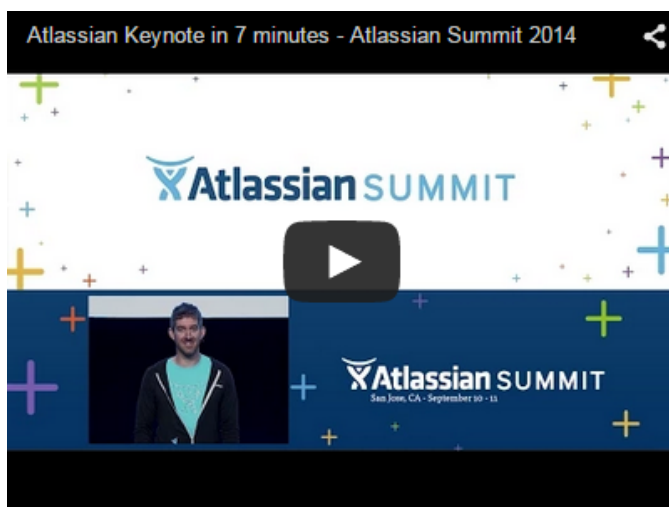 Atlassian Keynote in 7 minutes - Atlassian Summit 2014
Atlassian SUMMIT
Atlassian SUMMIT
San Jose, CA - September 10 - 11